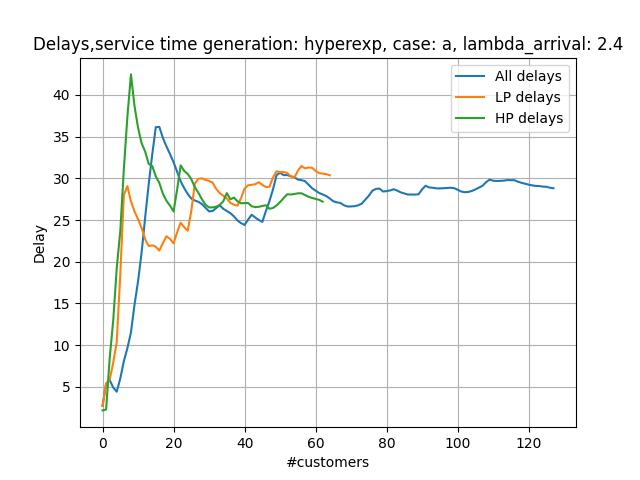 Delays,service time generation: hyperexp, case: a, lambda_arrival: 2.4
All delays
LP delays
HP delays
Delay
40
35
30
25
20
15
10
5
0 20 40 60 80 100 120
#customers